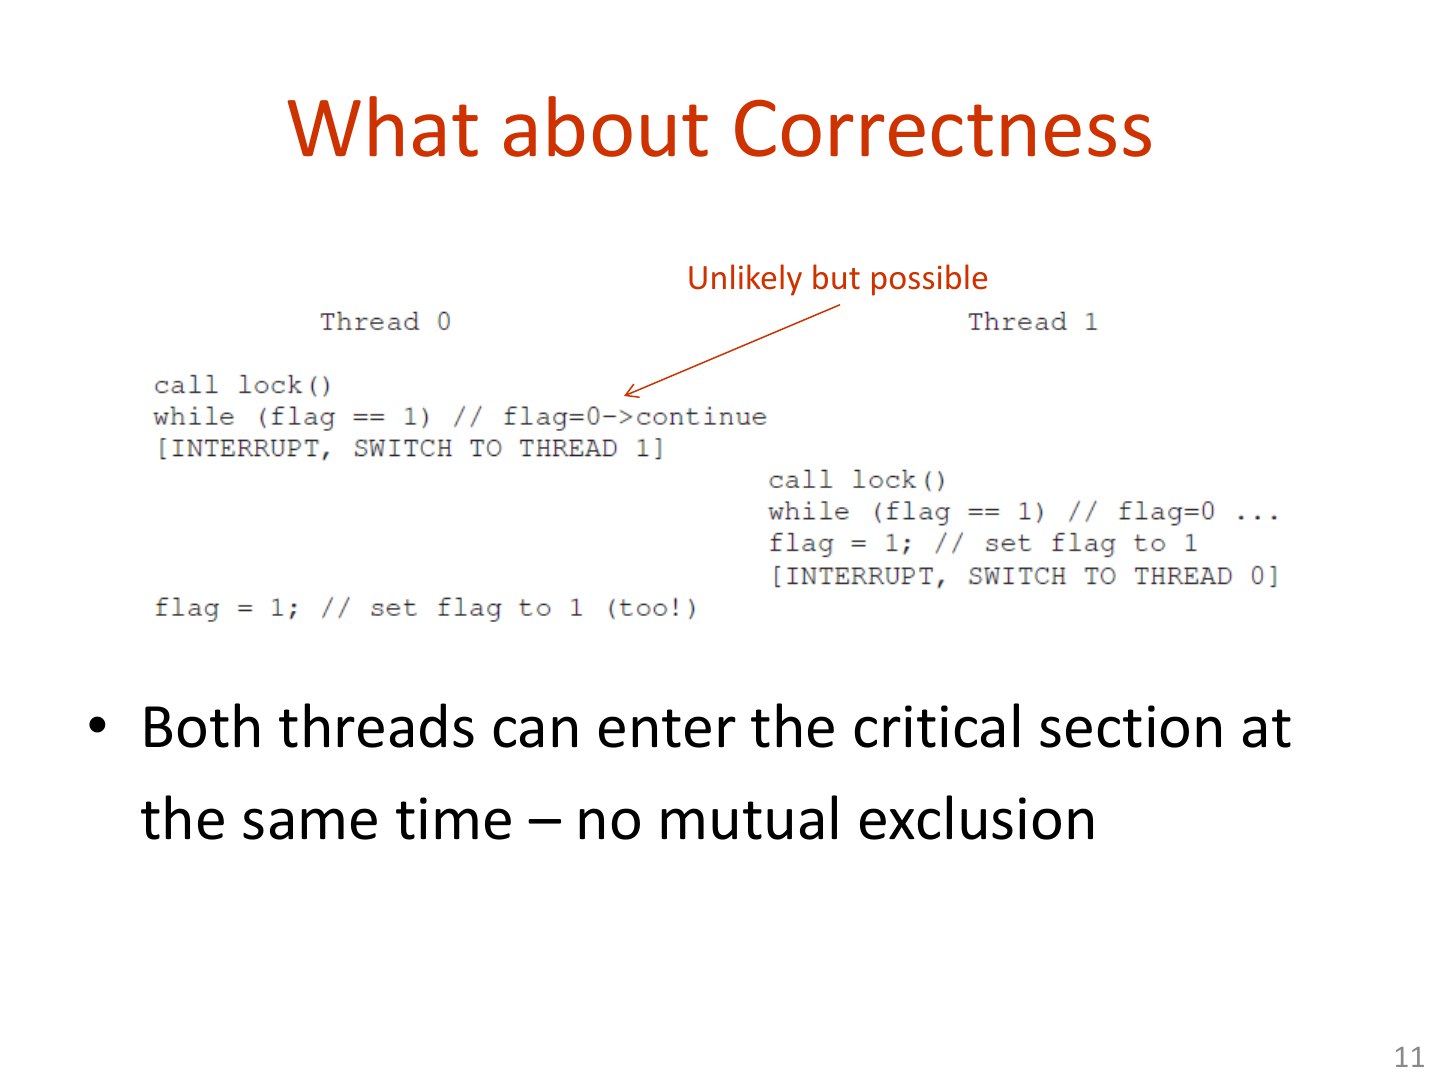 What about Correctness
Unlikely but possible
Thread 0 Thread 1
call lock()
while (flag == 1) // flag=0->continue
[INTERRUPT, SWITCH TO THREAD 1]
call lock()
while (flag == 1) // flag=0 ...
flag = 1; // set flag to 1
[INTERRUPT, SWITCH TO THREAD 0]
flag = 1; // set flag to 1 (too!)
• Both threads can enter the critical section at
the same time – no mutual exclusion
11